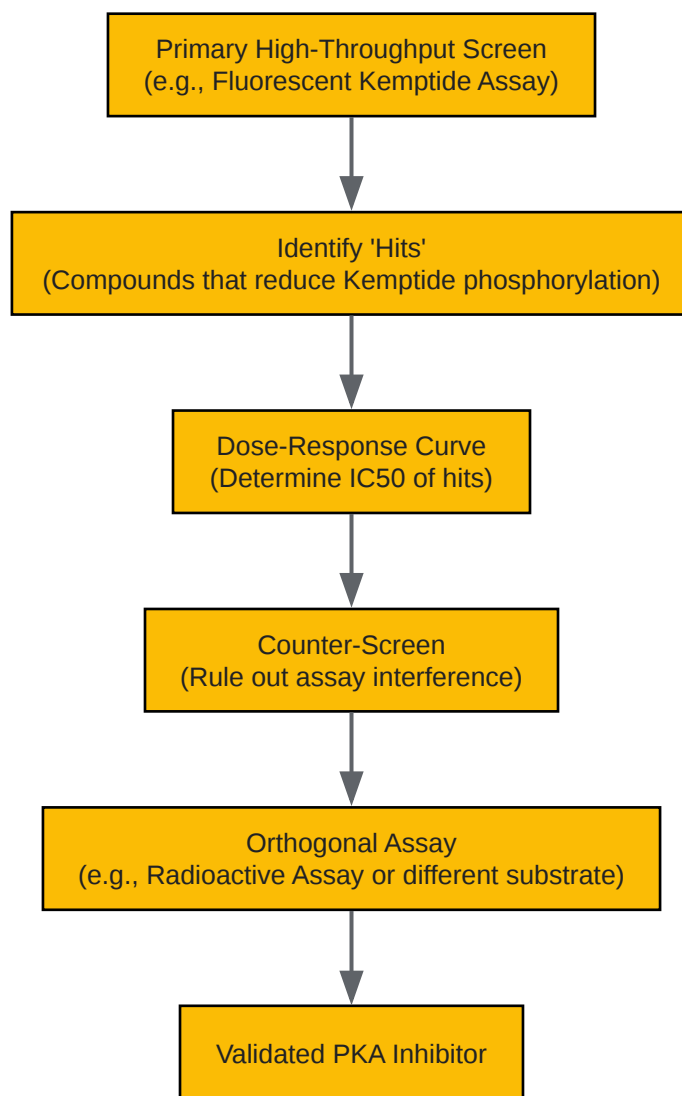 Primary High-Throughput Screen
(e.g., Fluorescent Kemptide Assay)
Identify 'Hits'
(Compounds that reduce Kemptide phosphorylation)
Dose-Response Curve
(Determine IC50 of hits)
Counter-Screen
(Rule out assay interference)
Orthogonal Assay
(e.g., Radioactive Assay or different substrate)
Validated PKA Inhibitor